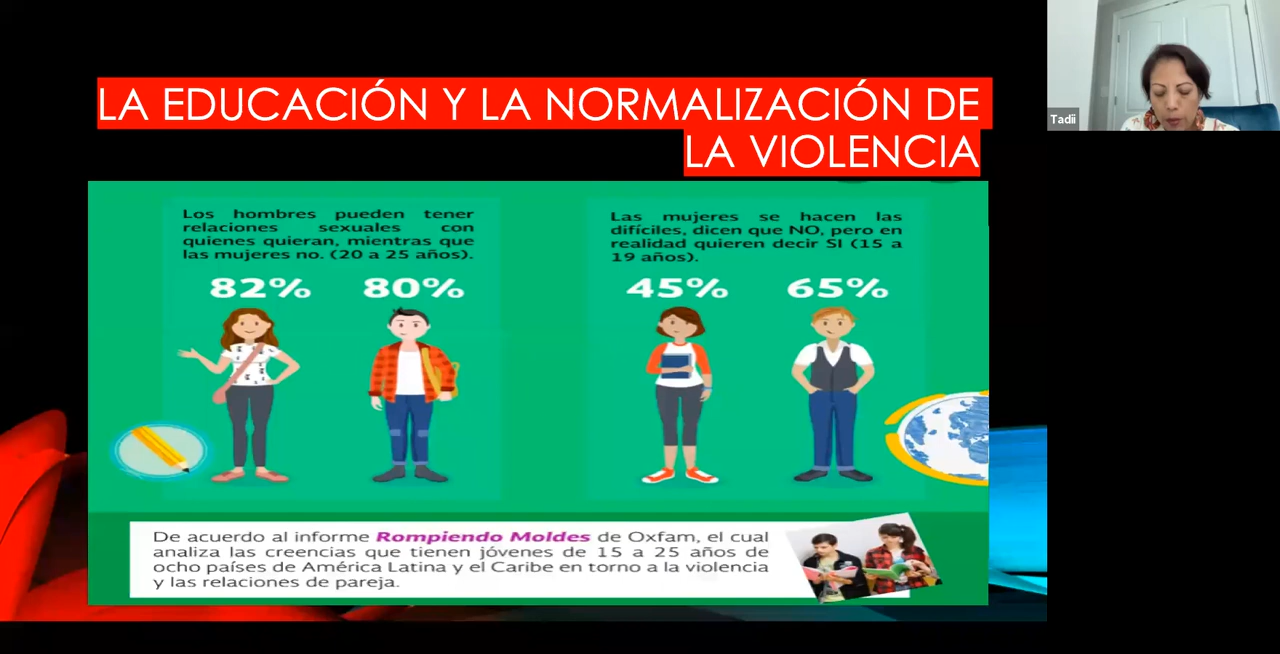 LA EDUCACIÓN Y LA NORMALIZACIÓN DE
LA VIOLENCIA
Tadii
Los hombres pueden tener
relaciones sexuales con
quienes quieran, mientras que
las mujeres no. (20 a 25 años).
82% 80%
Las mujeres se hacen las
difíciles, dicen que NO, pero en
realidad quieren decir SI (15 a
19 años).
45% 65%
De acuerdo al informe Rompiendo Moldes de Oxfam, el cual
analiza las creencias que tienen jóvenes de 15 a 25 años de
ocho países de América Latina y el Caribe en torno a la violencia
y las relaciones de pareja.